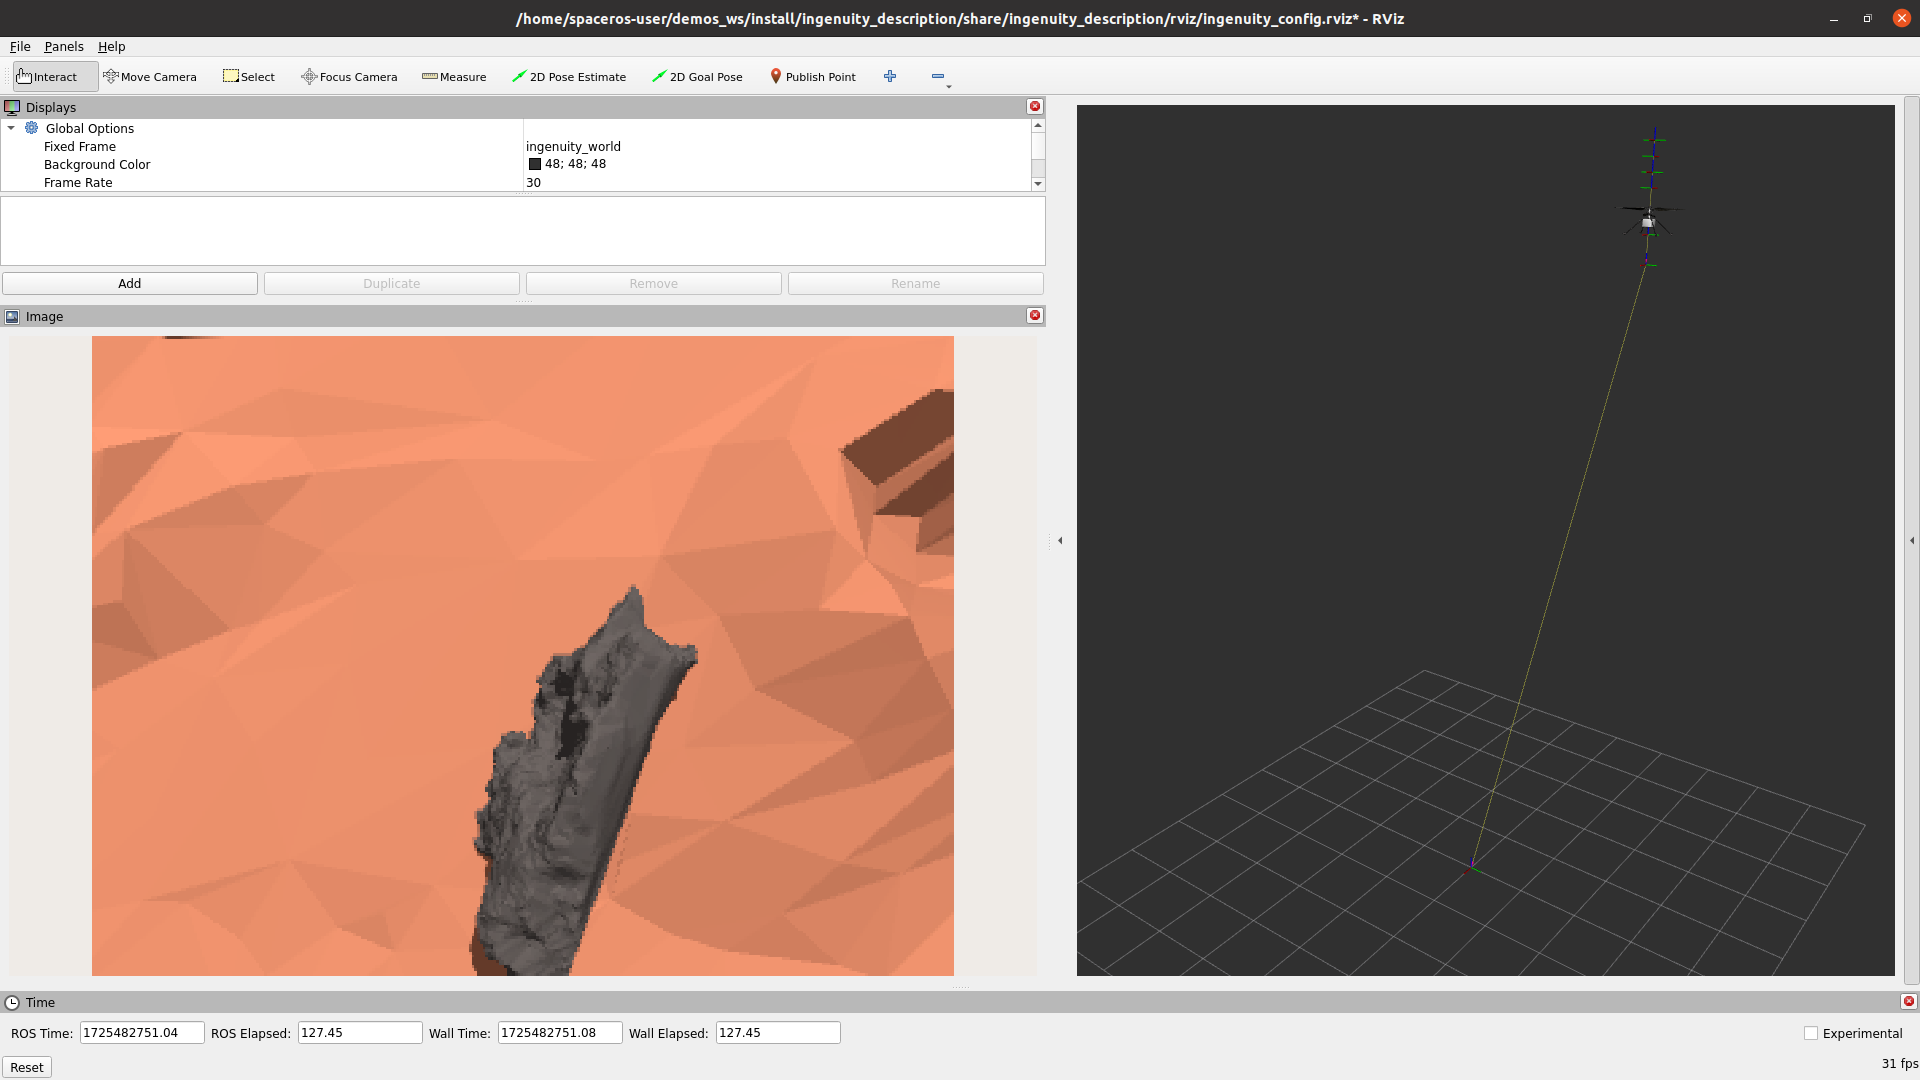 /home/spaceros-user/demos_ws/install/ingenuity_description/share/ingenuity_description/rviz/ingenuity_config.rviz* - RViz
File Panels Help
Interact Move Camera Select Focus Camera Measure 2D Pose Estimate 2D Goal Pose Publish Point
Displays
Global Options
Fixed Frame ingenuity_world
Background Color 48; 48; 48
Frame Rate 30
Add Duplicate Remove Rename
Image
Time
ROS Time: 1725482751.04 ROS Elapsed: 127.45 Wall Time: 1725482751.08 Wall Elapsed: 127.45 Experimental
Reset 31 fps